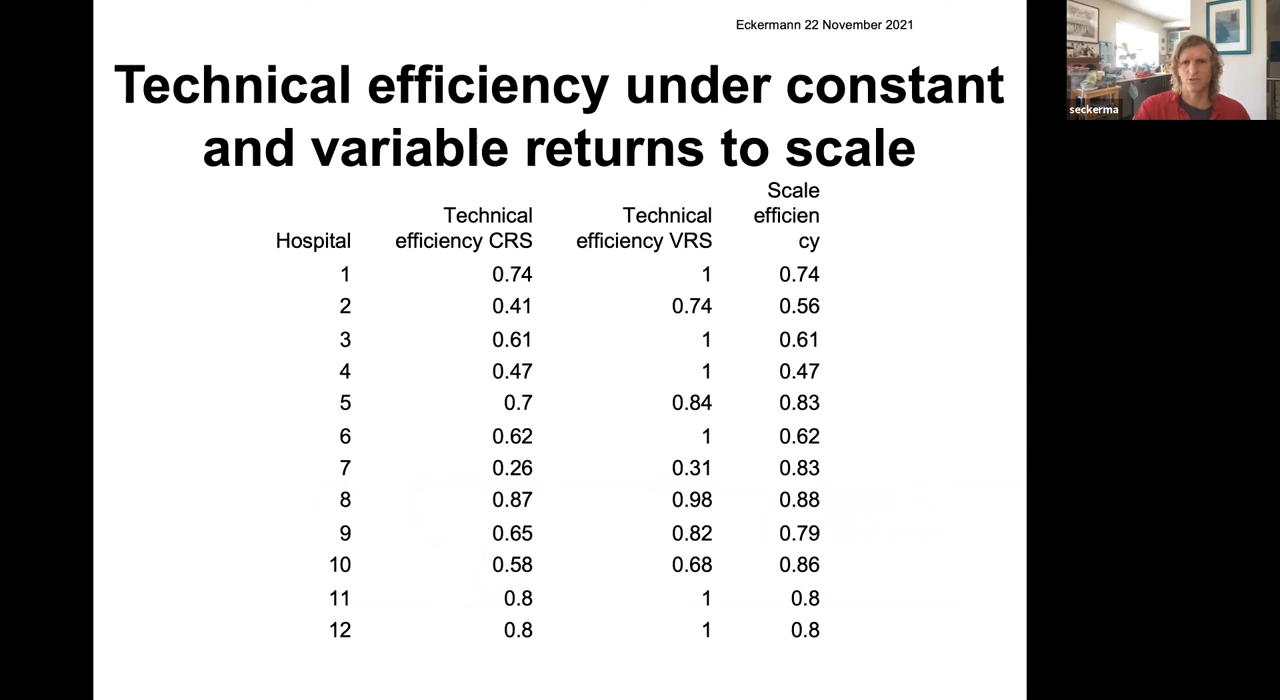 Eckermann 22 November 2021
seckerma
Technical efficiency under constant
and variable returns to scale
Scale
Technical Technical efficien
Hospital efficiency CRS efficiency VRS cy
1 0.74 1 0.74
2 0.41 0.74 0.56
3 0.61 1 0.61
4 0.47 1 0.47
5 0.7 0.84 0.83
6 0.62 1 0.62
7 0.26 0.31 0.83
8 0.87 0.98 0.88
9 0.65 0.82 0.79
10 0.58 0.68 0.86
11 0.8 1 0.8
12 0.8 1 0.8